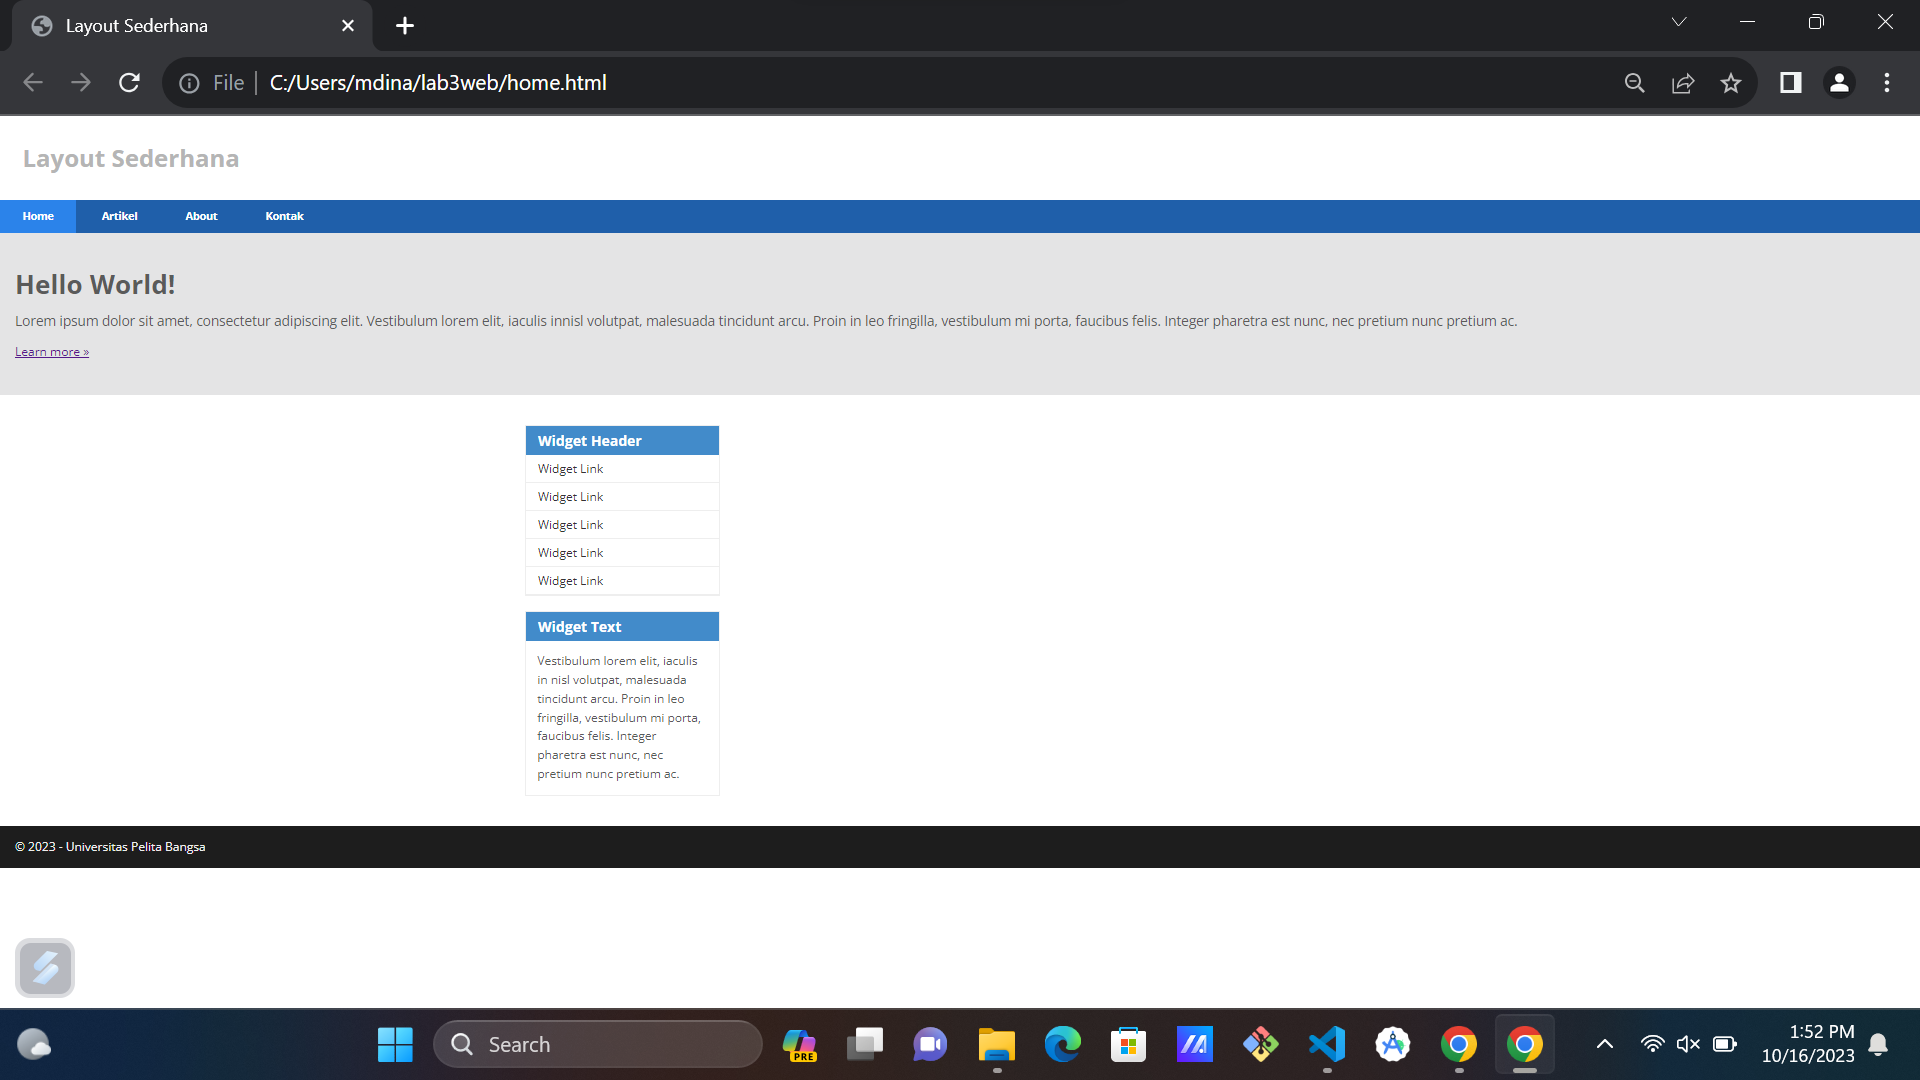 Layout Sederhana
File
C:/Users/mdina/lab3web/home.html
Layout Sederhana
Home Artikel About Kontak
Hello World!
Lorem ipsum dolor sit amet, consectetur adipiscing elit. Vestibulum lorem elit, iaculis innisl volutpat, malesuada tincidunt arcu. Proin in leo fringilla, vestibulum mi porta, faucibus felis. Integer pharetra est nunc, nec pretium nunc pretium ac.
Learn more »
Widget Header
Widget Link
Widget Link
Widget Link
Widget Link
Widget Link
Widget Text
Vestibulum lorem elit, iaculis
in nisl volutpat, malesuada
tincidunt arcu. Proin in leo
fringilla, vestibulum mi porta,
faucibus felis. Integer
pharetra est nunc, nec
pretium nunc pretium ac.
© 2023 - Universitas Pelita Bangsa
Search
PRE
1:52 PM
10/16/2023